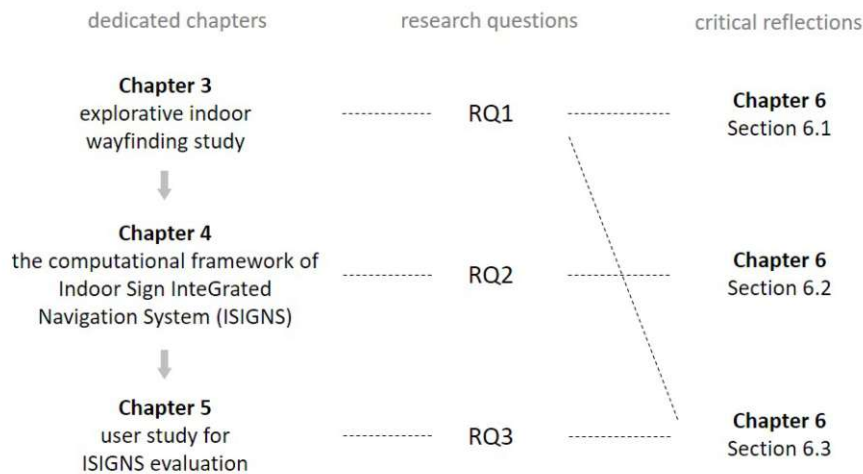 dedicated chapters
research questions
critical reflections
Chapter 3
explorative indoor
wayfinding study
RQ1
Chapter 6
Section 6.1
Chapter 4
the computational framework of
Indoor Sign InteGrated
Navigation System (ISIGNS)
RQ2
Chapter 6
Section 6.2
Chapter 5
user study for
ISIGNS evaluation
RQ3
Chapter 6
Section 6.3